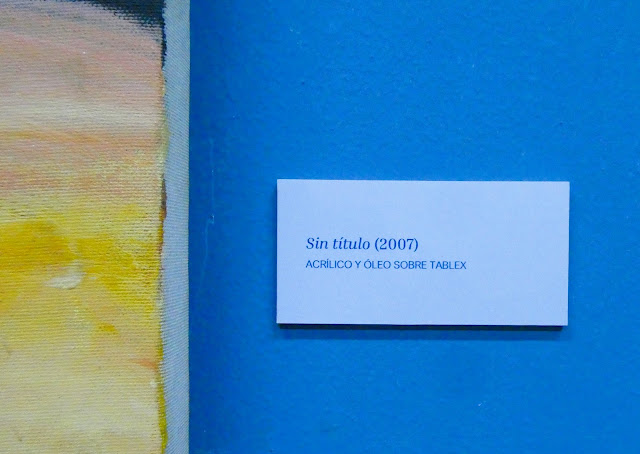 Sin título (2007)
ACRÍLICO Y ÓLEO SOBRE TABLEX